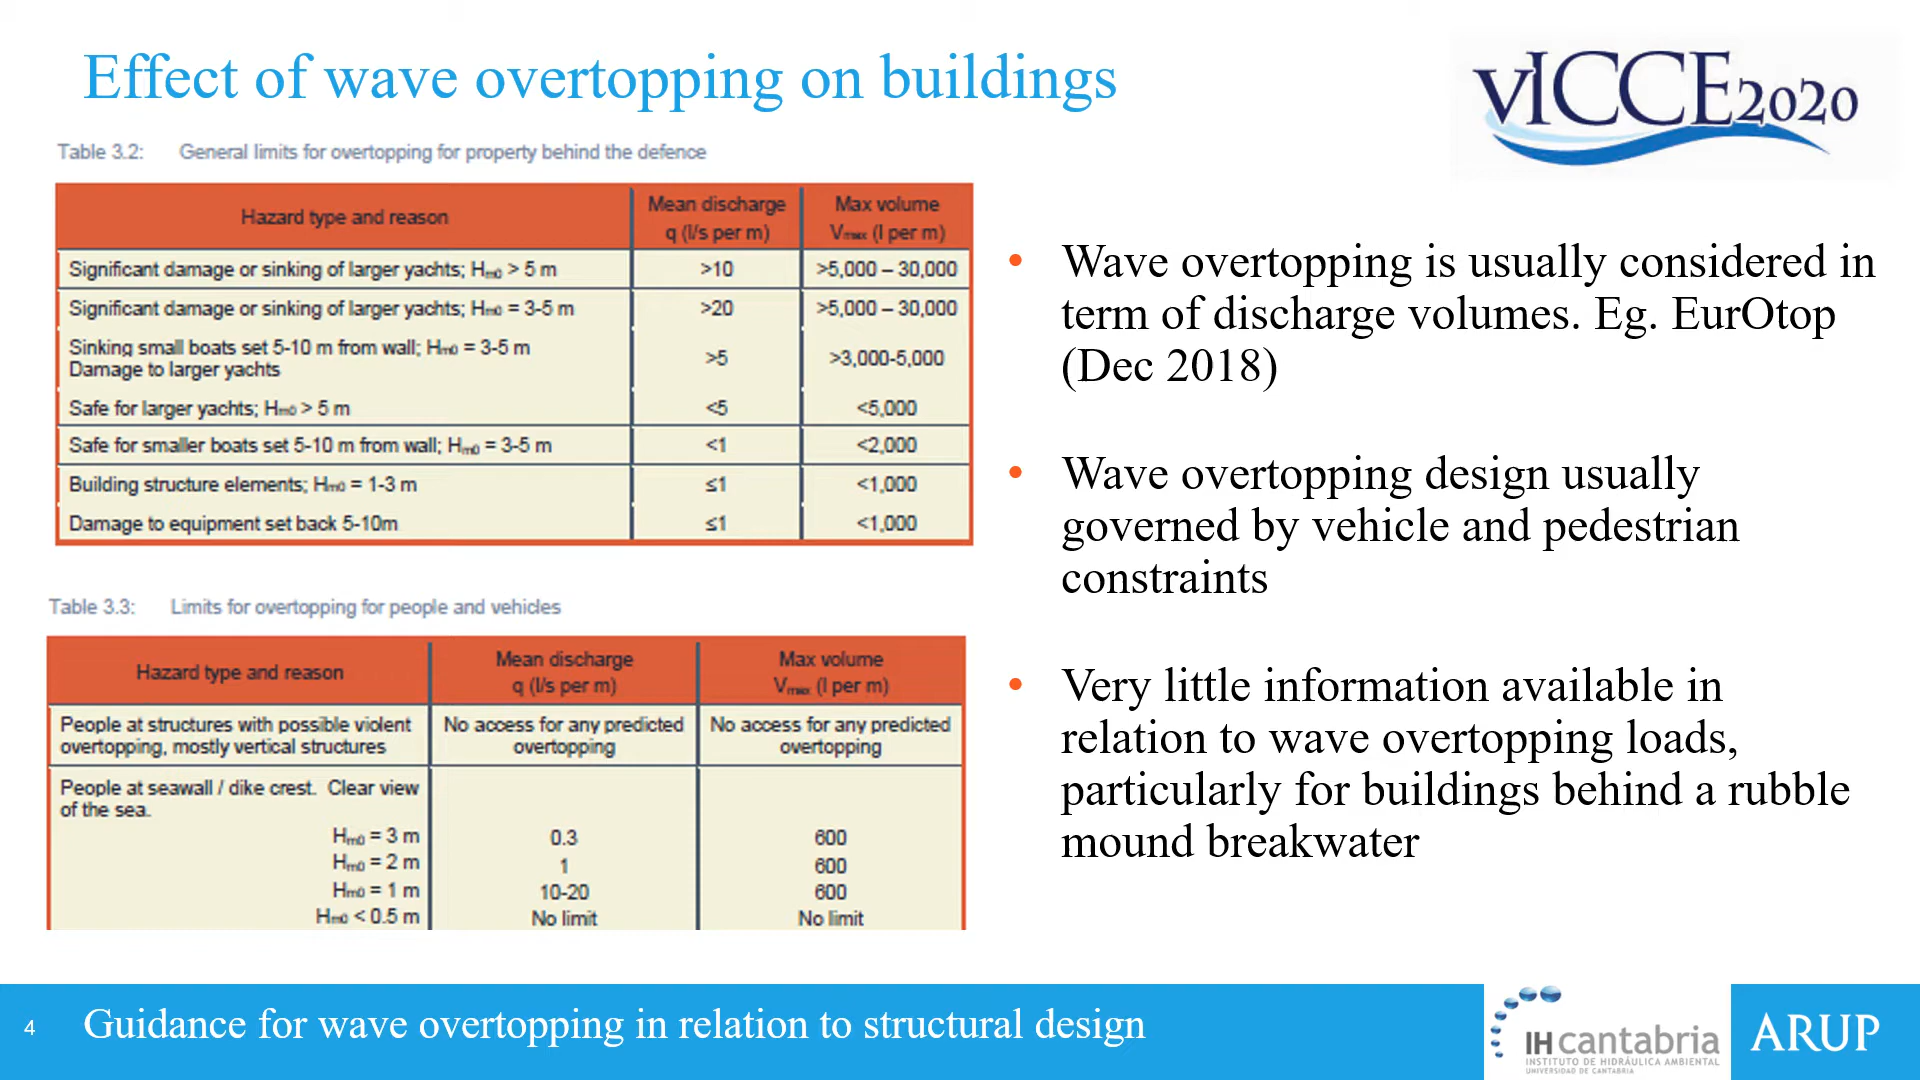 Effect of wave overtopping on buildings
vICCE2020
Table 3.2: General limits for overtopping for property behind the defence
Hazard type and reason Mean discharge q (l/s per m) Max volume Vmax (l per m)
Significant damage or sinking of larger yachts; Hm0 > 5 m >10 >5,000 – 30,000
Significant damage or sinking of larger yachts; Hm0 = 3-5 m >20 >5,000 – 30,000
Sinking small boats set 5-10 m from wall; Hm0 = 3-5 m
Damage to larger yachts >5 >3,000-5,000
Safe for larger yachts; Hm0 > 5 m <5 <5,000
Safe for smaller boats set 5-10 m from wall; Hm0 = 3-5 m <1 <2,000
Building structure elements; Hm0 = 1-3 m ≤1 <1,000
Damage to equipment set back 5-10m ≤1 <1,000
Table 3.3: Limits for overtopping for people and vehicles
Hazard type and reason Mean discharge q (l/s per m) Max volume Vmax (l per m)
People at structures with possible violent overtopping, mostly vertical structures No access for any predicted overtopping No access for any predicted overtopping
People at seawall / dike crest. Clear view
of the sea.
Hm0 = 3 m 0.3 600
Hm0 = 2 m 1 600
Hm0 = 1 m 10-20 600
Hm0 < 0.5 m No limit No limit
• Wave overtopping is usually considered in
term of discharge volumes. Eg. EurOtop
(Dec 2018)
• Wave overtopping design usually
governed by vehicle and pedestrian
constraints
• Very little information available in
relation to wave overtopping loads,
particularly for buildings behind a rubble
mound breakwater
4 Guidance for wave overtopping in relation to structural design
IHcantabria
INSTITUTO DE HIDRÁULICA AMBIENTAL
UNIVERSIDAD DE CANTABRIA
ARUP